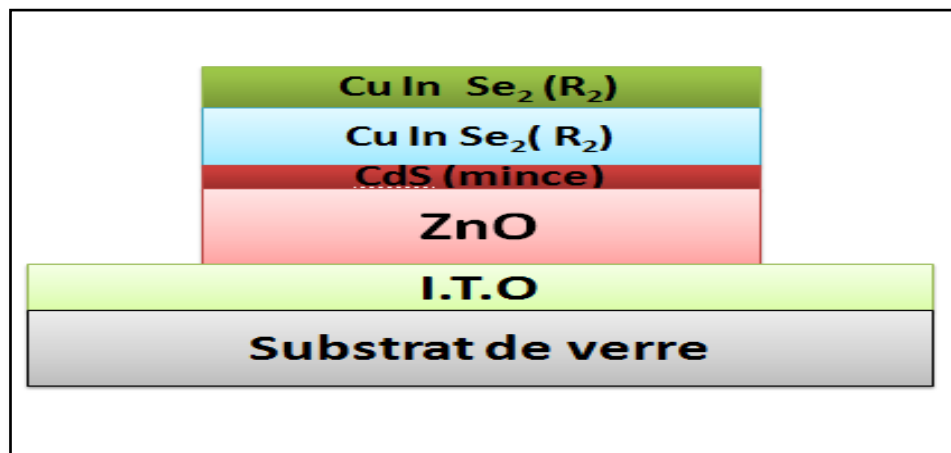 Cu In Se₂ (R₂)
Cu In Se₂( R₂)
CdS (mince)
ZnO
I.T.O
Substrat de verre